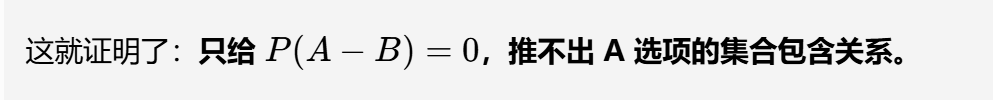 这就证明了：只给 P(A − B) = 0，推不出 A 选项的集合包含关系。